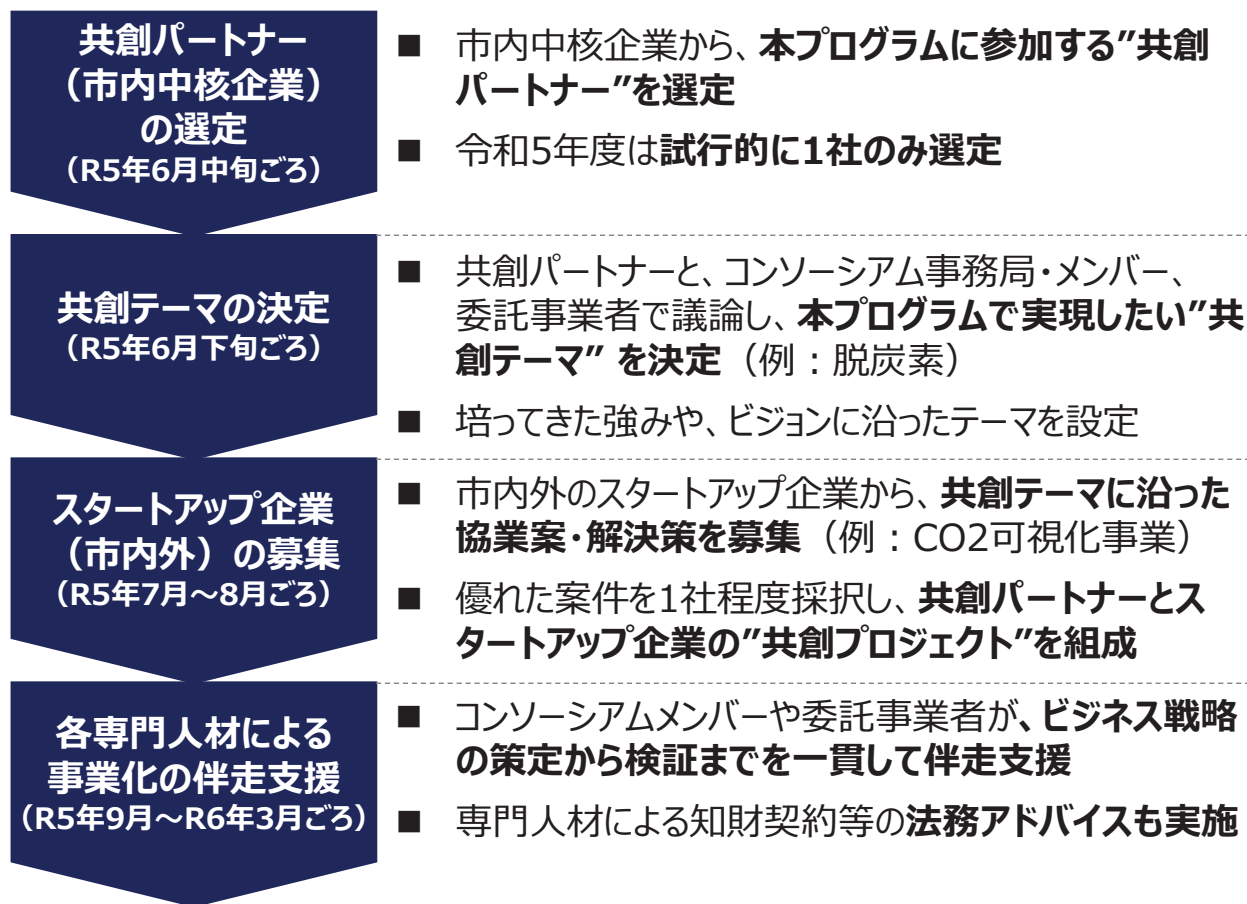 共創パートナー
（市内中核企業）
の選定
（R5年6月中旬ごろ）
■ 市内中核企業から、本プログラムに参加する”共創
パートナー”を選定
■ 令和5年度は試行的に1社のみ選定
共創テーマの決定
（R5年6月下旬ごろ）
■ 共創パートナーと、コンソーシアム事務局・メンバー、
委託事業者で議論し、本プログラムで実現したい”共
創テーマ” を決定（例：脱炭素）
■ 培ってきた強みや、ビジョンに沿ったテーマを設定
スタートアップ企業
（市内外）の募集
（R5年7月～8月ごろ）
■ 市内外のスタートアップ企業から、共創テーマに沿った
協業案・解決策を募集（例：CO2可視化事業）
■ 優れた案件を1社程度採択し、共創パートナーとス
タートアップ企業の”共創プロジェクト”を組成
各専門人材による
事業化の伴走支援
（R5年9月～R6年3月ごろ）
■ コンソーシアムメンバーや委託事業者が、ビジネス戦略
の策定から検証までを一貫して伴走支援
■ 専門人材による知財契約等の法務アドバイスも実施